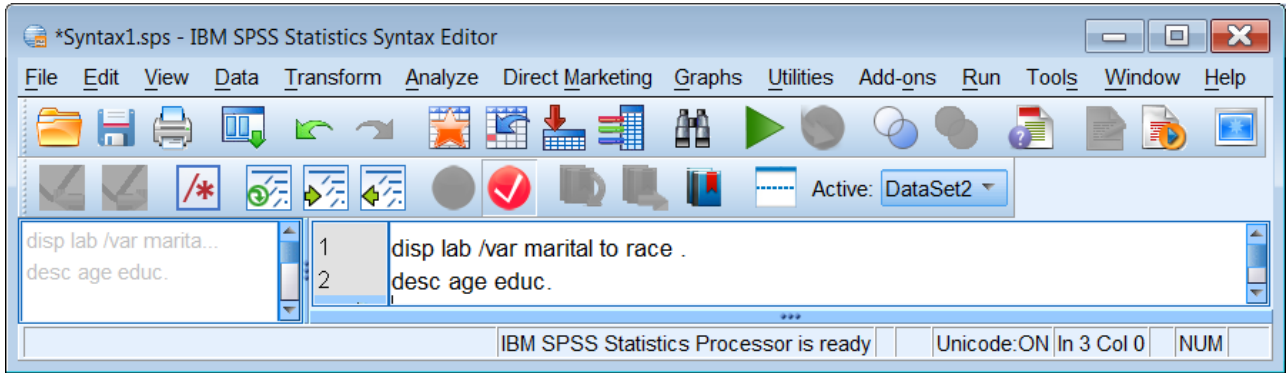 *Syntax1.sps - IBM SPSS Statistics Syntax Editor
File Edit View Data Transform Analyze Direct Marketing Graphs Utilities Add-ons Run Tools Window Help
/*
Active: DataSet2
disp lab /var marita...
desc age educ.
1 disp lab /var marital to race .
2 desc age educ.
IBM SPSS Statistics Processor is ready Unicode:ON In 3 Col 0 NUM